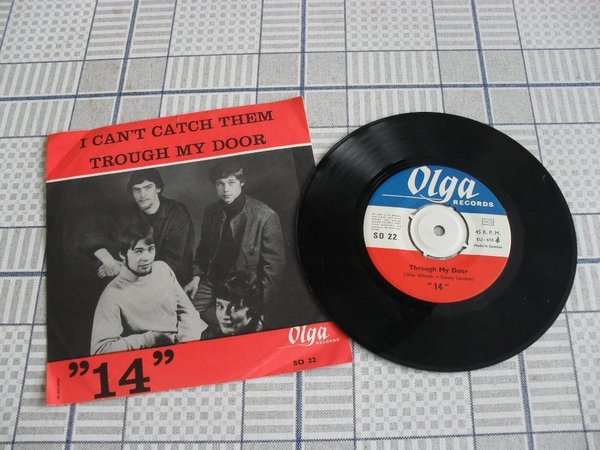 I CAN'T CATCH THEM
TROUGH MY DOOR
Olga
RECORDS
SO 22
"14"
Olga
RECORDS
SO 22
45 R. P. M.
Made in Sweden
Through My Door
"14"